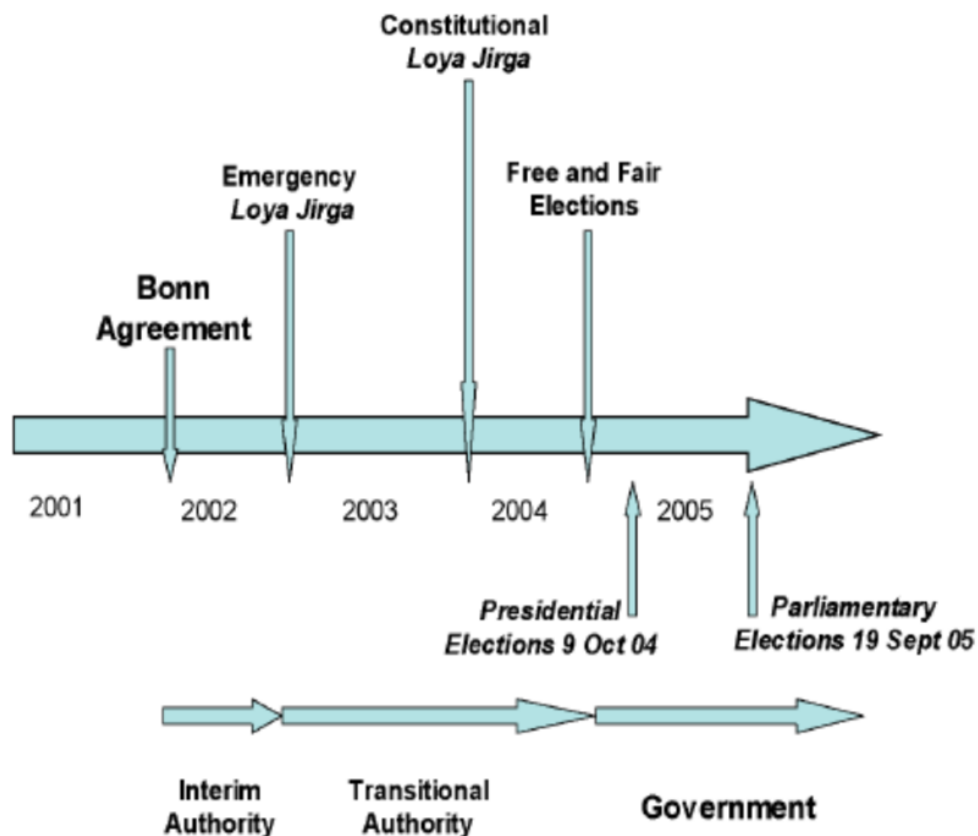 Constitutional
Loya Jirga
Emergency
Loya Jirga
Free and Fair
Elections
Bonn
Agreement
2001
2002
2003
2004
2005
Presidential
Elections 9 Oct 04
Parliamentary
Elections 19 Sept 05
Interim
Authority
Transitional
Authority
Government